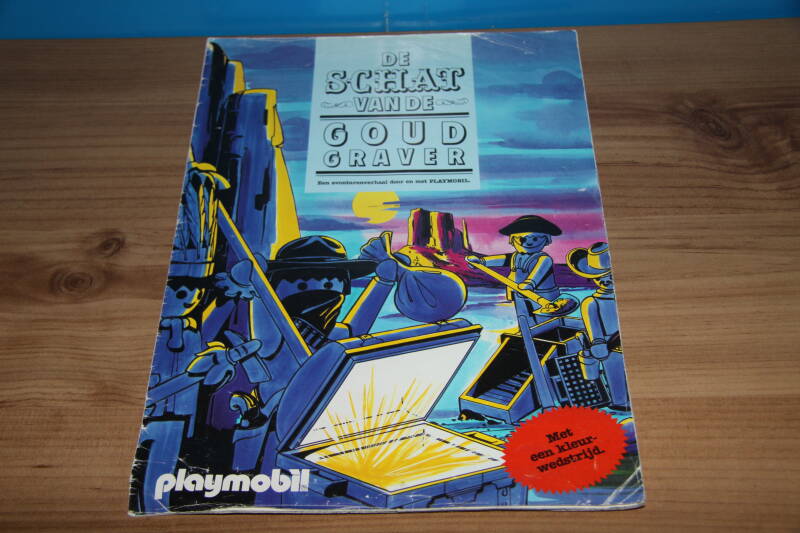 DE
SCHAT
VAN DE
GOUD
GRAVER
Een avonturenverhaal door en met PLAYMOBIL.
Met
een kleur-
wedstrijd.
playmobil